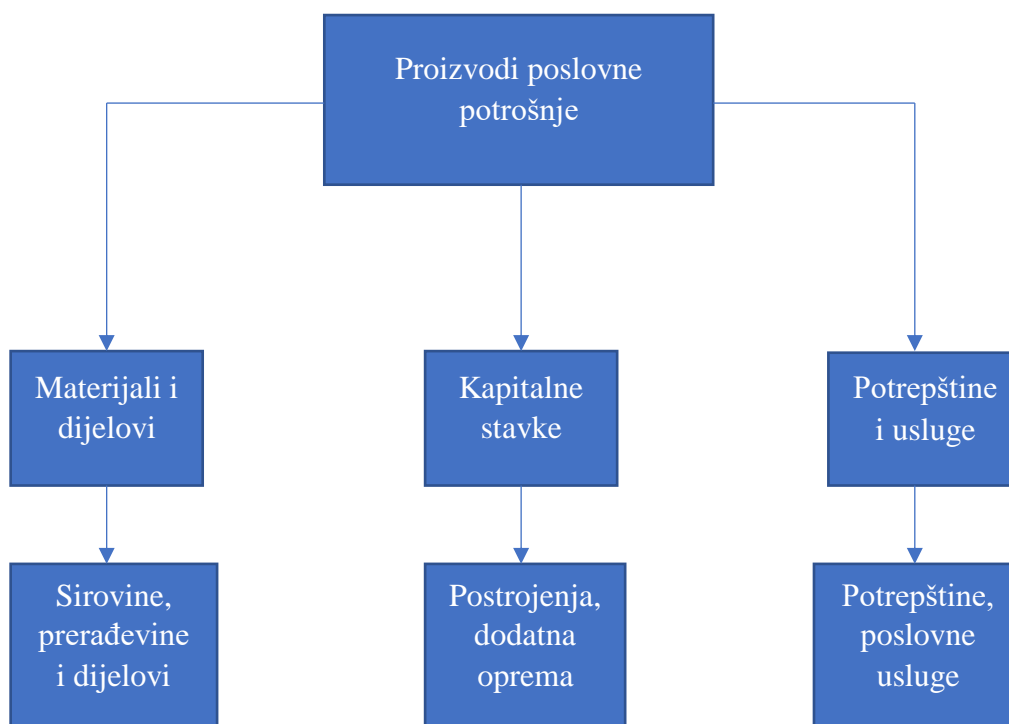 Proizvodi poslovne
potrošnje
Materijali i
dijelovi
Kapitalne
stavke
Potrepštine
i usluge
Sirovine,
prerađevine
i dijelovi
Postrojenja,
dodatna
oprema
Potrepštine,
poslovne
usluge